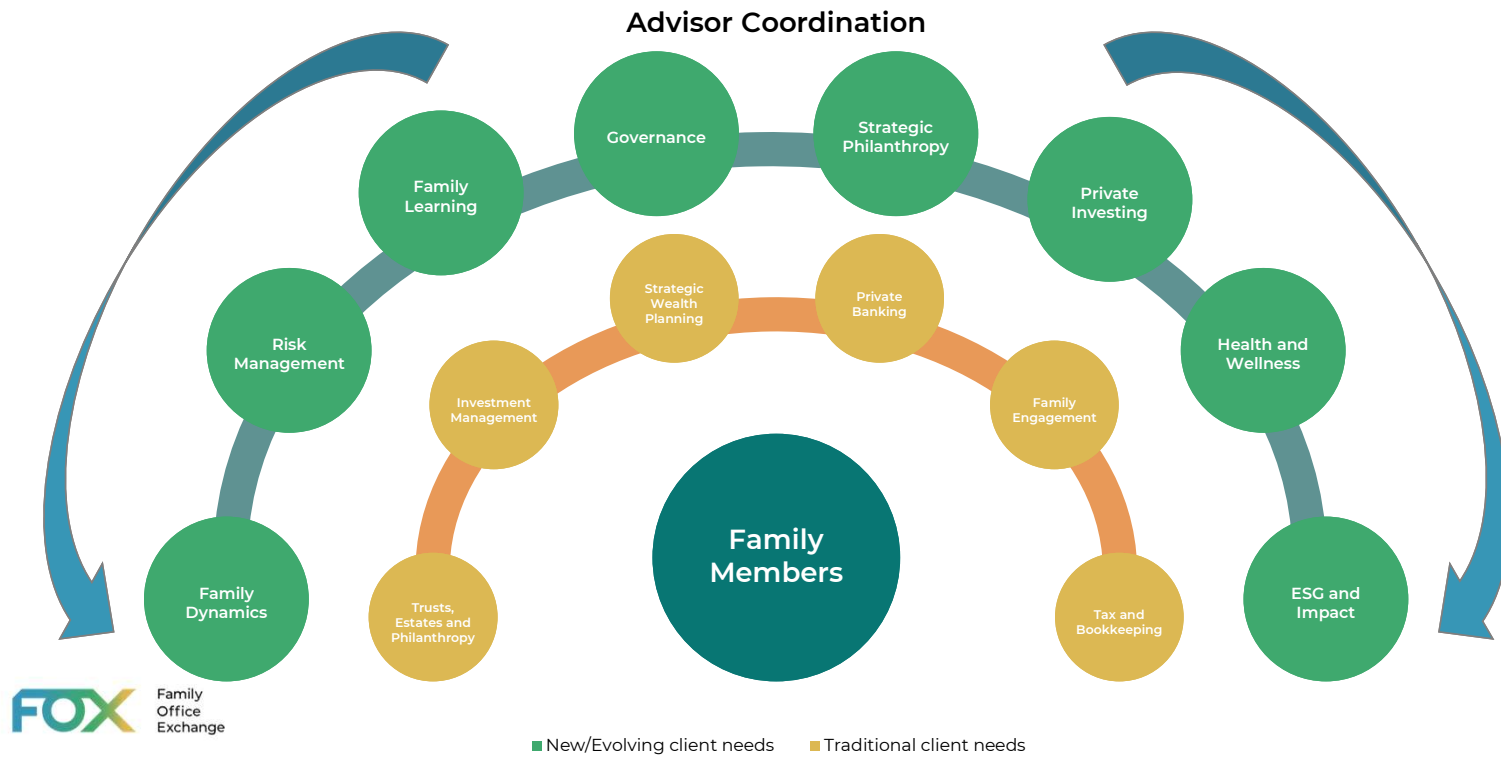 Advisor Coordination
Governance
Strategic
Philanthropy
Family
Learning
Private
Investing
Risk
Management
Health and
Wellness
Family
Dynamics
ESG and
Impact
Strategic
Wealth
Planning
Private
Banking
Investment
Management
Family
Engagement
Trusts,
Estates and
Philanthropy
Tax and
Bookkeeping
Family
Members
FOX
Family
Office
Exchange
New/Evolving client needs
Traditional client needs